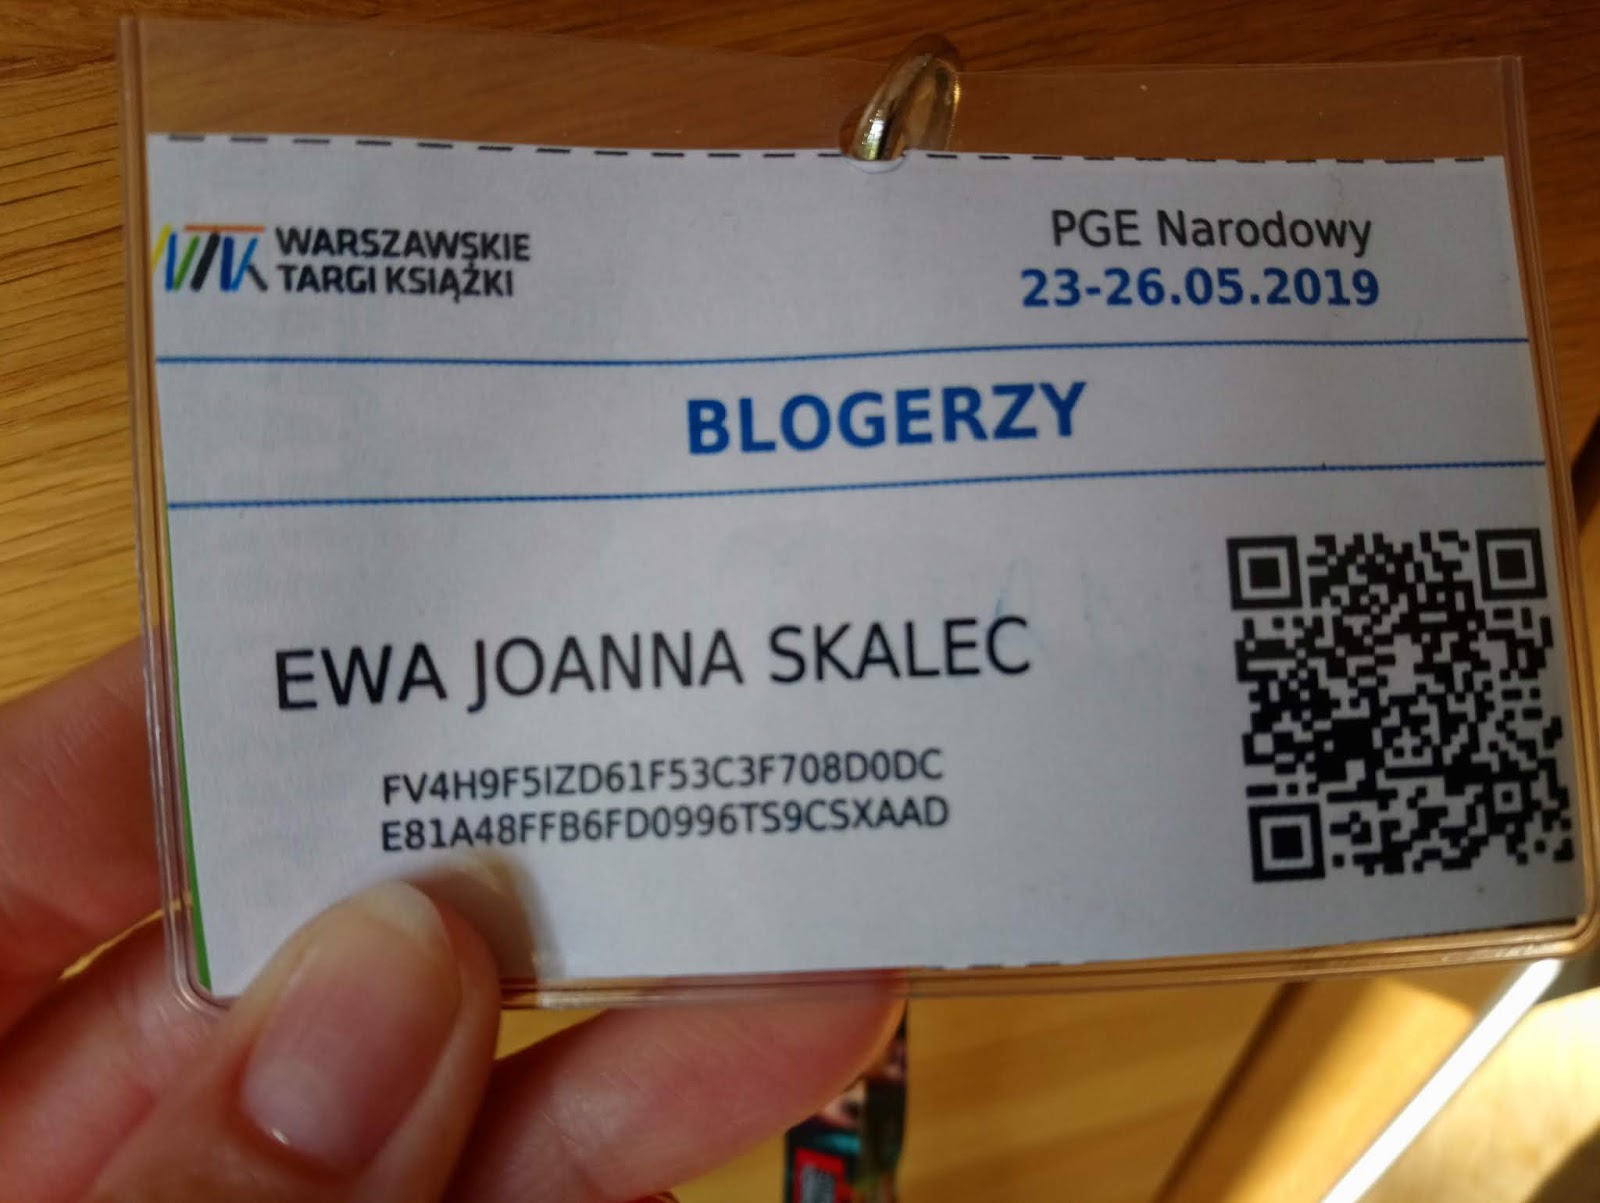 WARSZAWSKIE
TARGI KSIĄŻKI
PGE Narodowy
23-26.05.2019
BLOGERZY
EWA JOANNA SKALEC
FV4H9F5IZD61F53C3F708D0DC
E81A48FFB6FD0996TS9CSXAAD